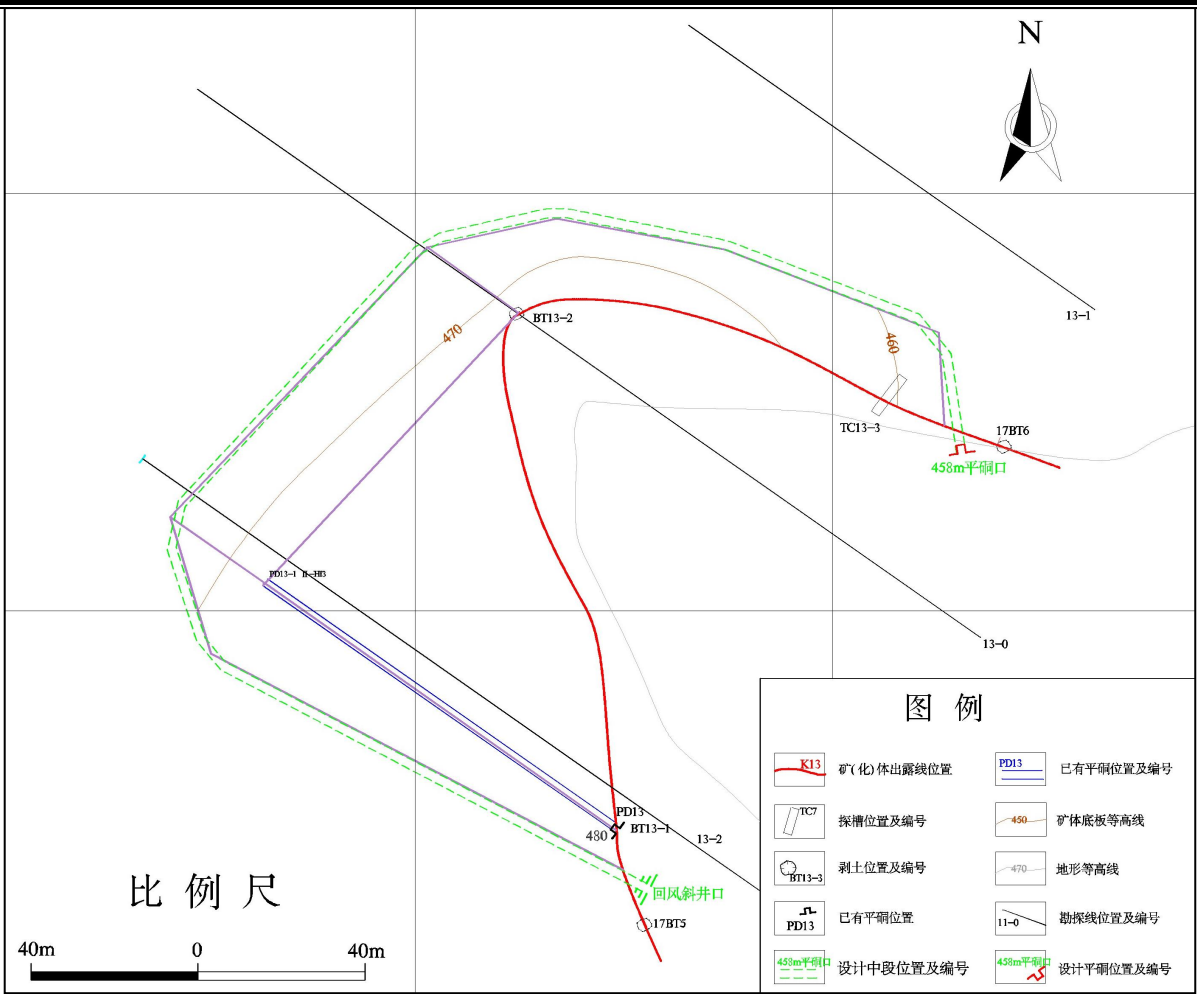 N
13-1
BT13-2
470
460
TC13-3
17BT6
458m平硐口
PD13-1
13-0
PD13
480
BT13-1
13-2
回风斜井口
17BT5
比例尺
40m 0 40m
图例
K13 矿(化)体出露线位置
PD13 已有平硐位置及编号
TC7 探槽位置及编号
450 矿体底板等高线
BT13-3 剥土位置及编号
470 地形等高线
PD13 已有平硐位置
11-0 勘探线位置及编号
458m平硐口 设计中段位置及编号
458m平硐口 设计平硐位置及编号